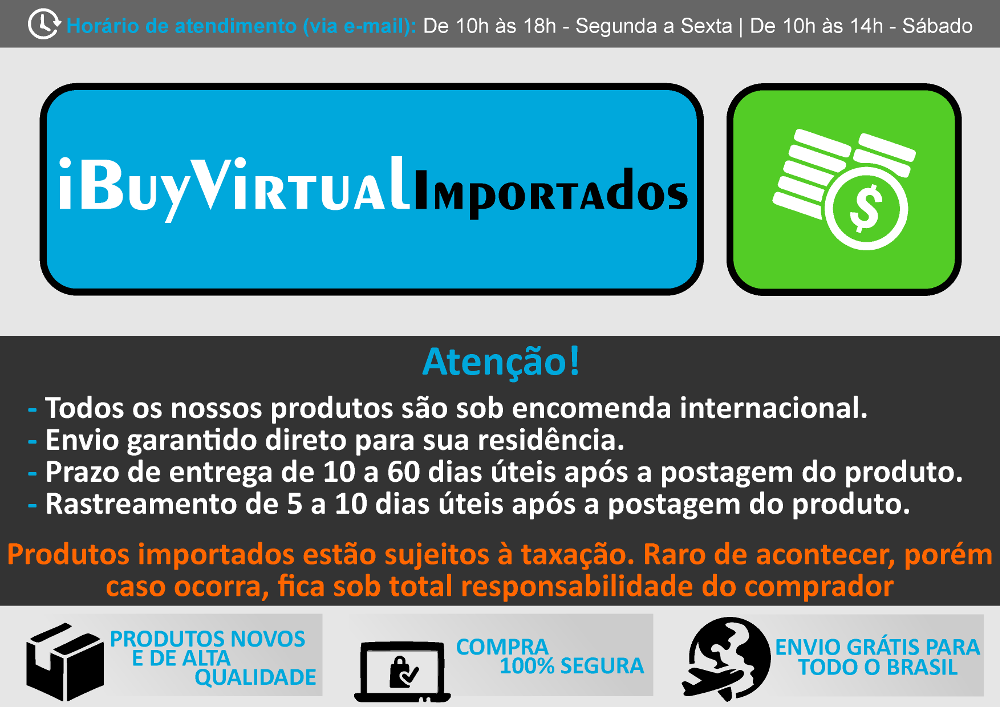 Horário de atendimento (via e-mail): De 10h às 18h - Segunda a Sexta | De 10h às 14h - Sábado
iBuyVirtualImportados
$
Atenção!
- Todos os nossos produtos são sob encomenda internacional.
- Envio garantido direto para sua residência.
- Prazo de entrega de 10 a 60 dias úteis após a postagem do produto.
- Rastreamento de 5 a 10 dias úteis após a postagem do produto.
Produtos importados estão sujeitos à taxação. Raro de acontecer, porém
caso ocorra, fica sob total responsabilidade do comprador
PRODUTOS NOVOS
E DE ALTA
QUALIDADE
COMPRA
100% SEGURA
ENVIO GRÁTIS PARA
TODO O BRASIL